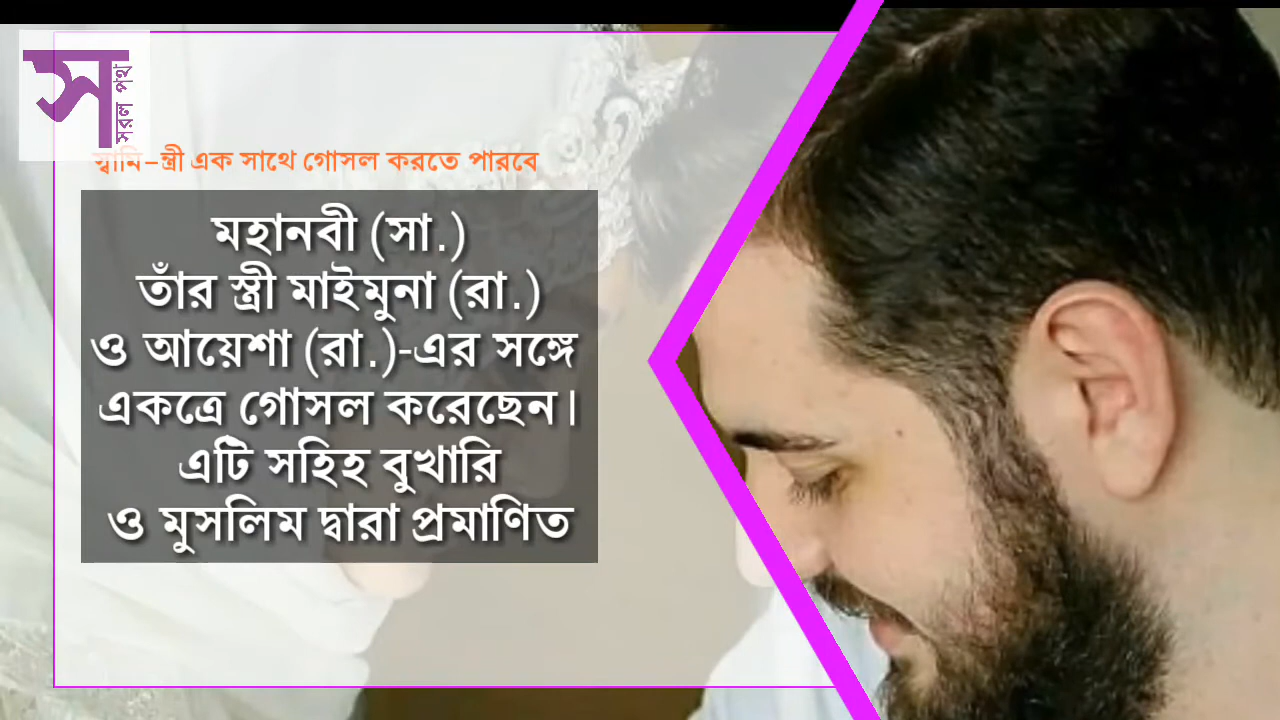 স
সরল পথ
স্বামি–স্ত্রী এক সাথে গোসল করতে পারবে
মহানবী (সা.)
তাঁর স্ত্রী মাইমুনা (রা.)
ও আয়েশা (রা.)-এর সঙ্গে
একত্রে গোসল করেছেন।
এটি সহিহ বুখারি
ও মুসলিম দ্বারা প্রমাণিত